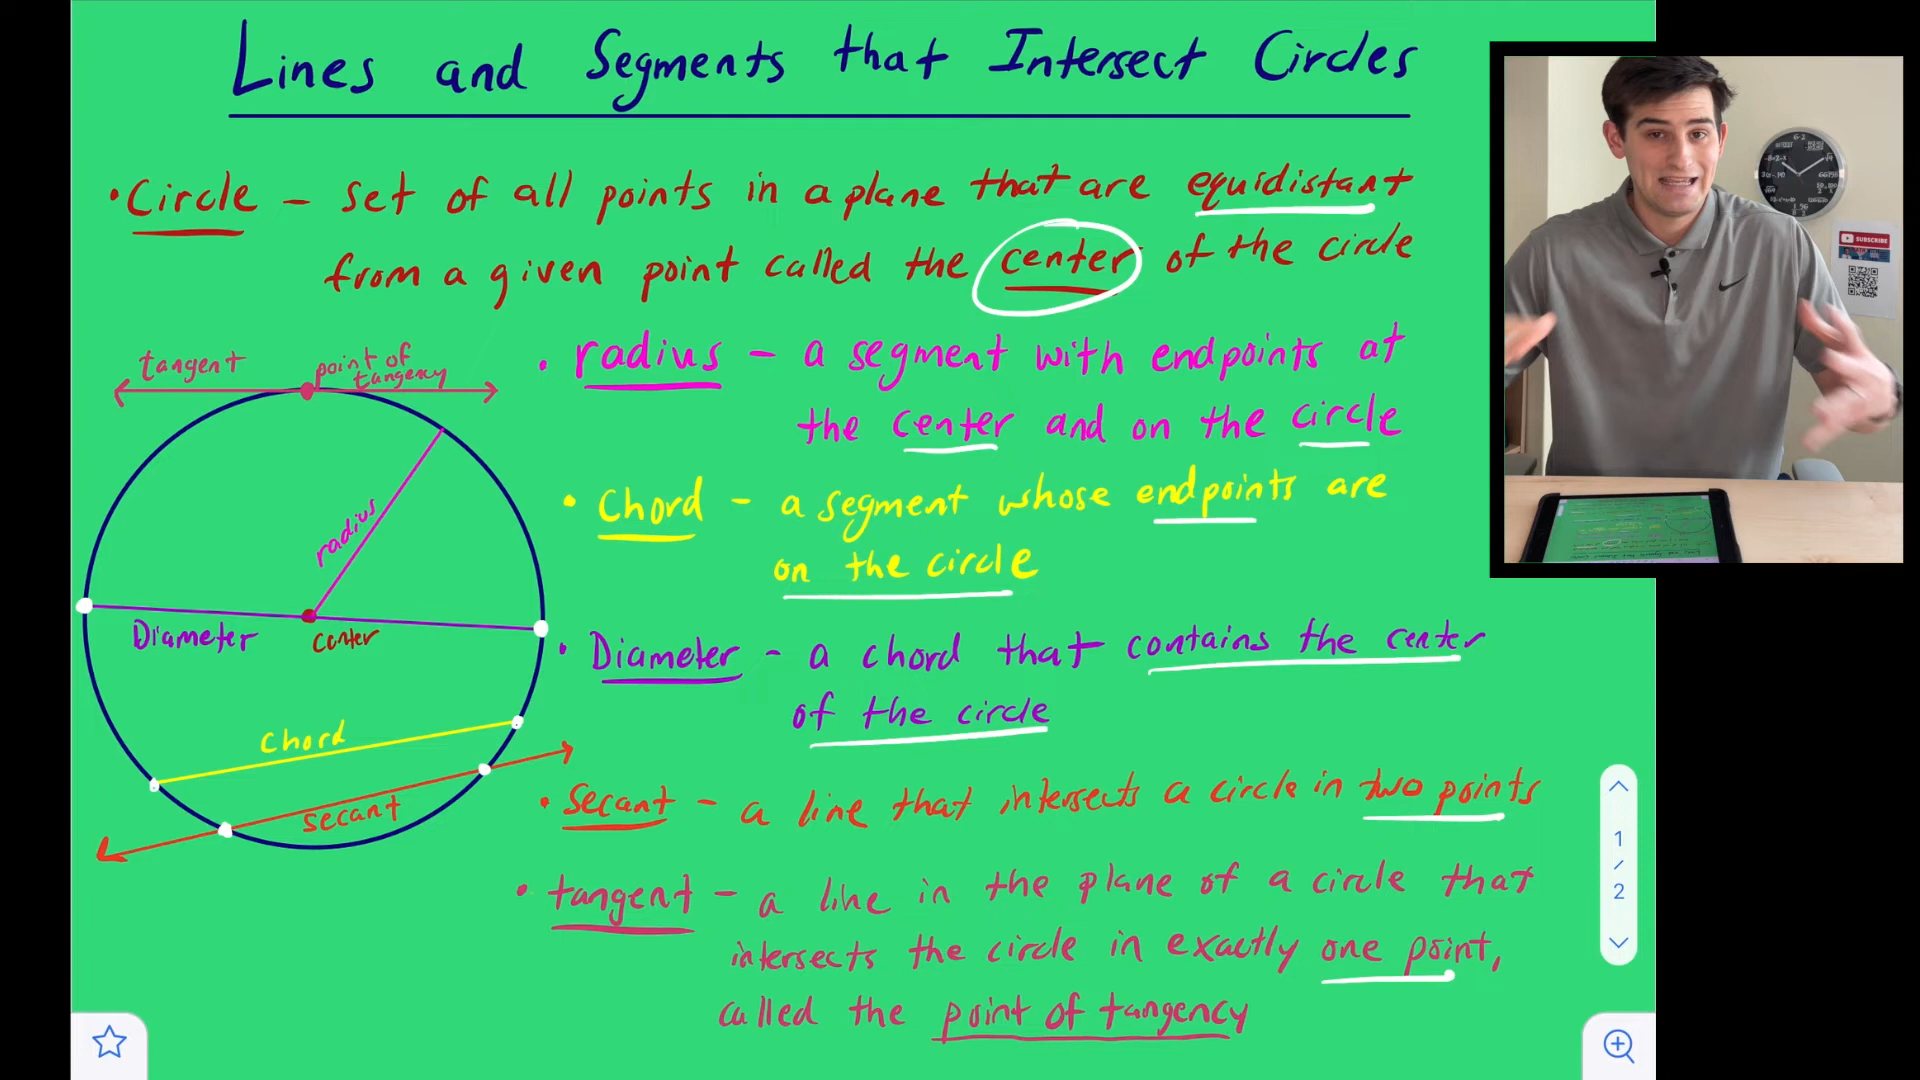 Lines and Segments that Intersect Circles
• Circle – set of all points in a plane that are equidistant
from a given point called the center of the circle
• radius – a segment with endpoints at
the center and on the circle
• Chord – a segment whose endpoints are
on the circle
• Diameter – a chord that contains the center
of the circle
• Secant – a line that intersects a circle in two points
• tangent – a line in the plane of a circle that
intersects the circle in exactly one point,
called the point of tangency
tangent
point of
tangency
radius
Diameter
center
chord
secant
SUBSCRIBE
1
/
2